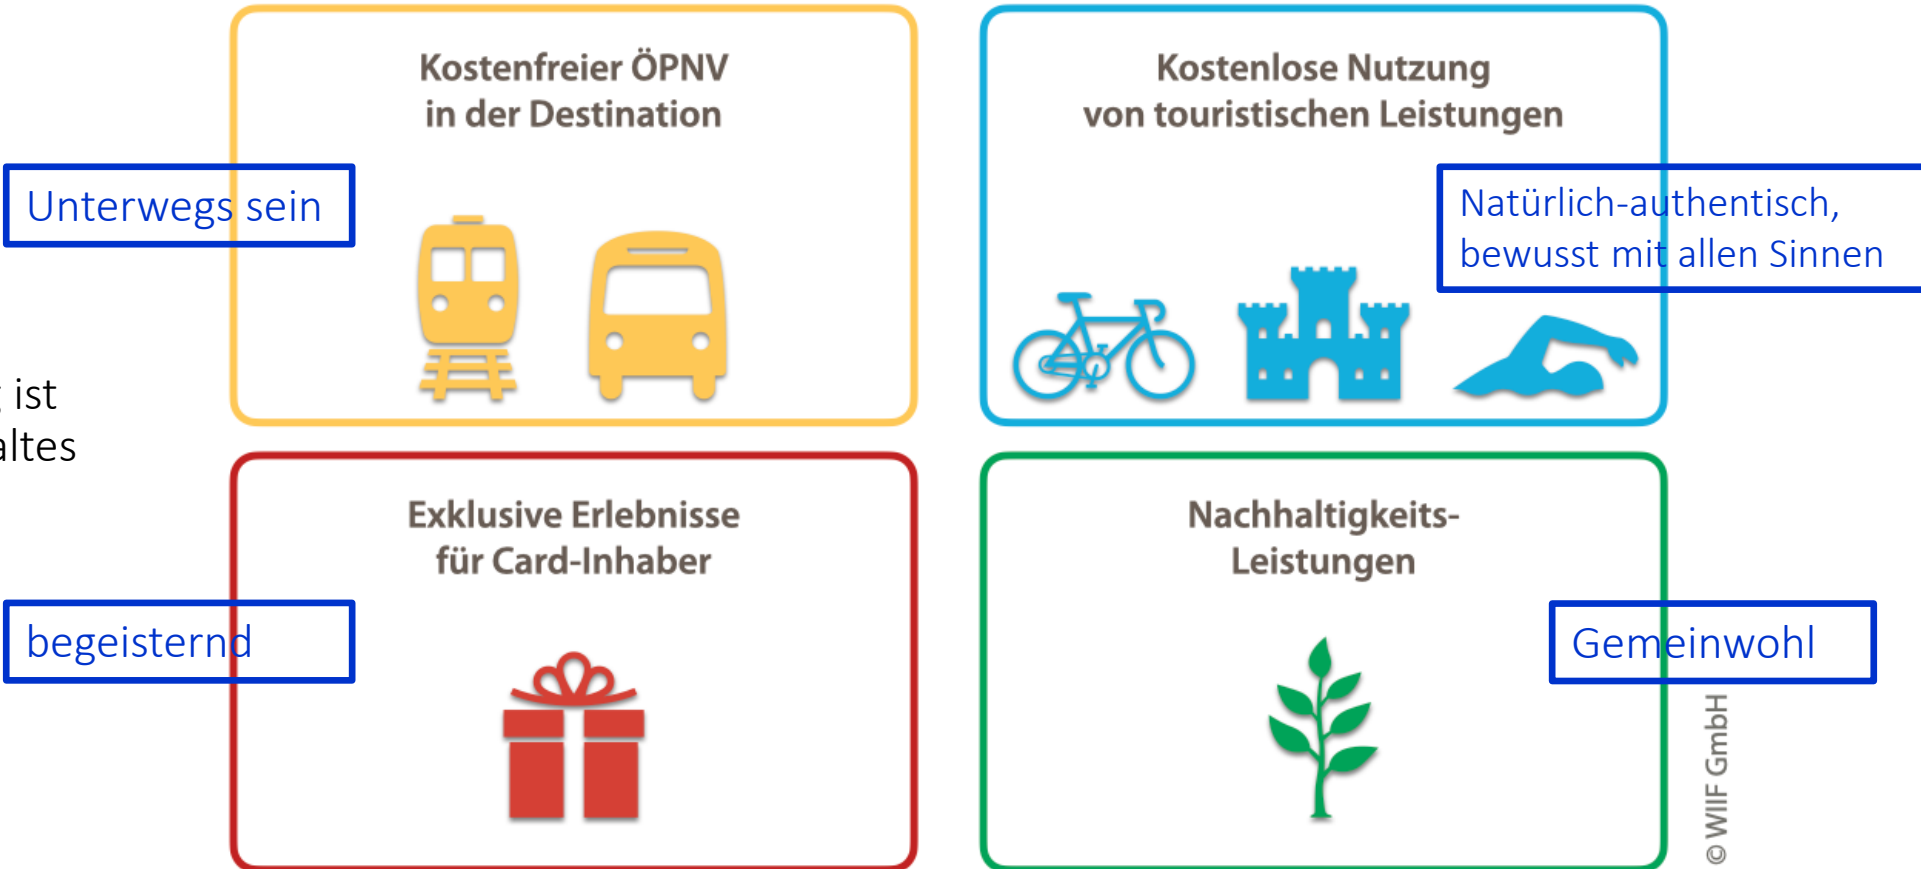 Kostenfreier ÖPNV
in der Destination
Unterwegs sein
Kostenlose Nutzung
von touristischen Leistungen
Natürlich-authentisch,
bewusst mit allen Sinnen
ist
Exklusive Erlebnisse
für Card-Inhaber
begeisternd
Nachhaltigkeits-
Leistungen
Gemeinwohl
© WIIF GmbH